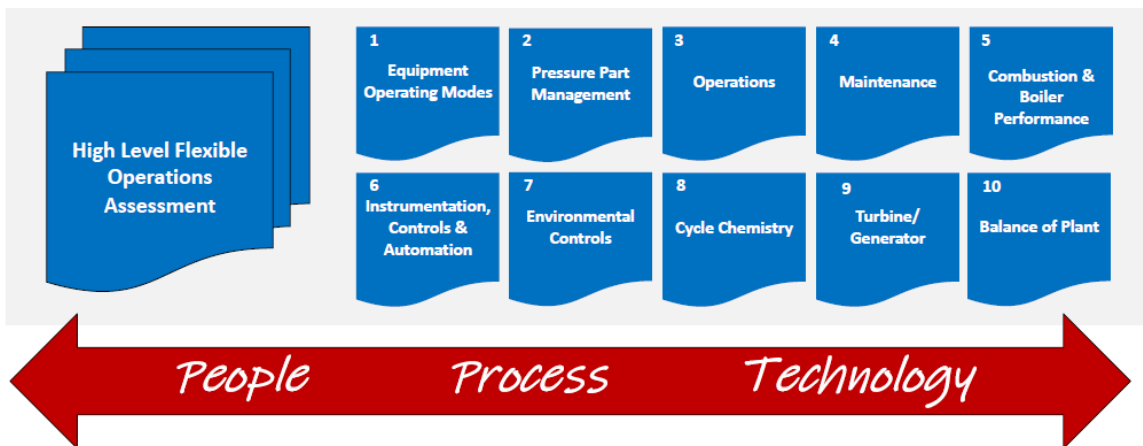 High Level Flexible
Operations
Assessment
1
Equipment
Operating Modes
2
Pressure Part
Management
3
Operations
4
Maintenance
5
Combustion &
Boiler
Performance
6
Instrumentation,
Controls &
Automation
7
Environmental
Controls
8
Cycle Chemistry
9
Turbine/
Generator
10
Balance of Plant
People Process Technology